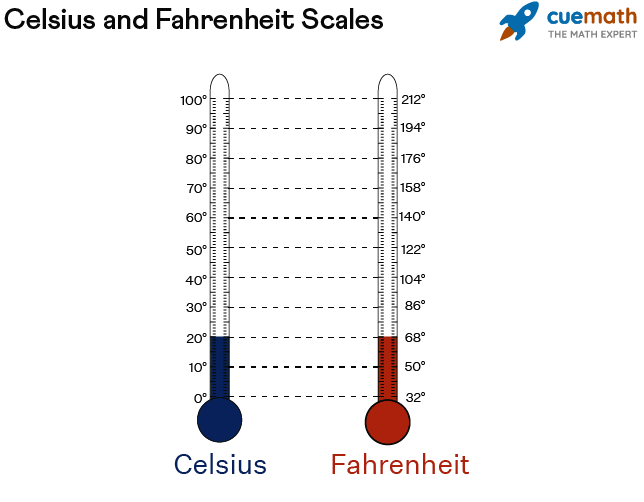 Celsius and Fahrenheit Scales
cuemath
THE MATH EXPERT
100° 212°
90° 194°
80° 176°
70° 158°
60° 140°
50° 122°
40° 104°
30° 86°
20° 68°
10° 50°
0° 32°
Celsius Fahrenheit